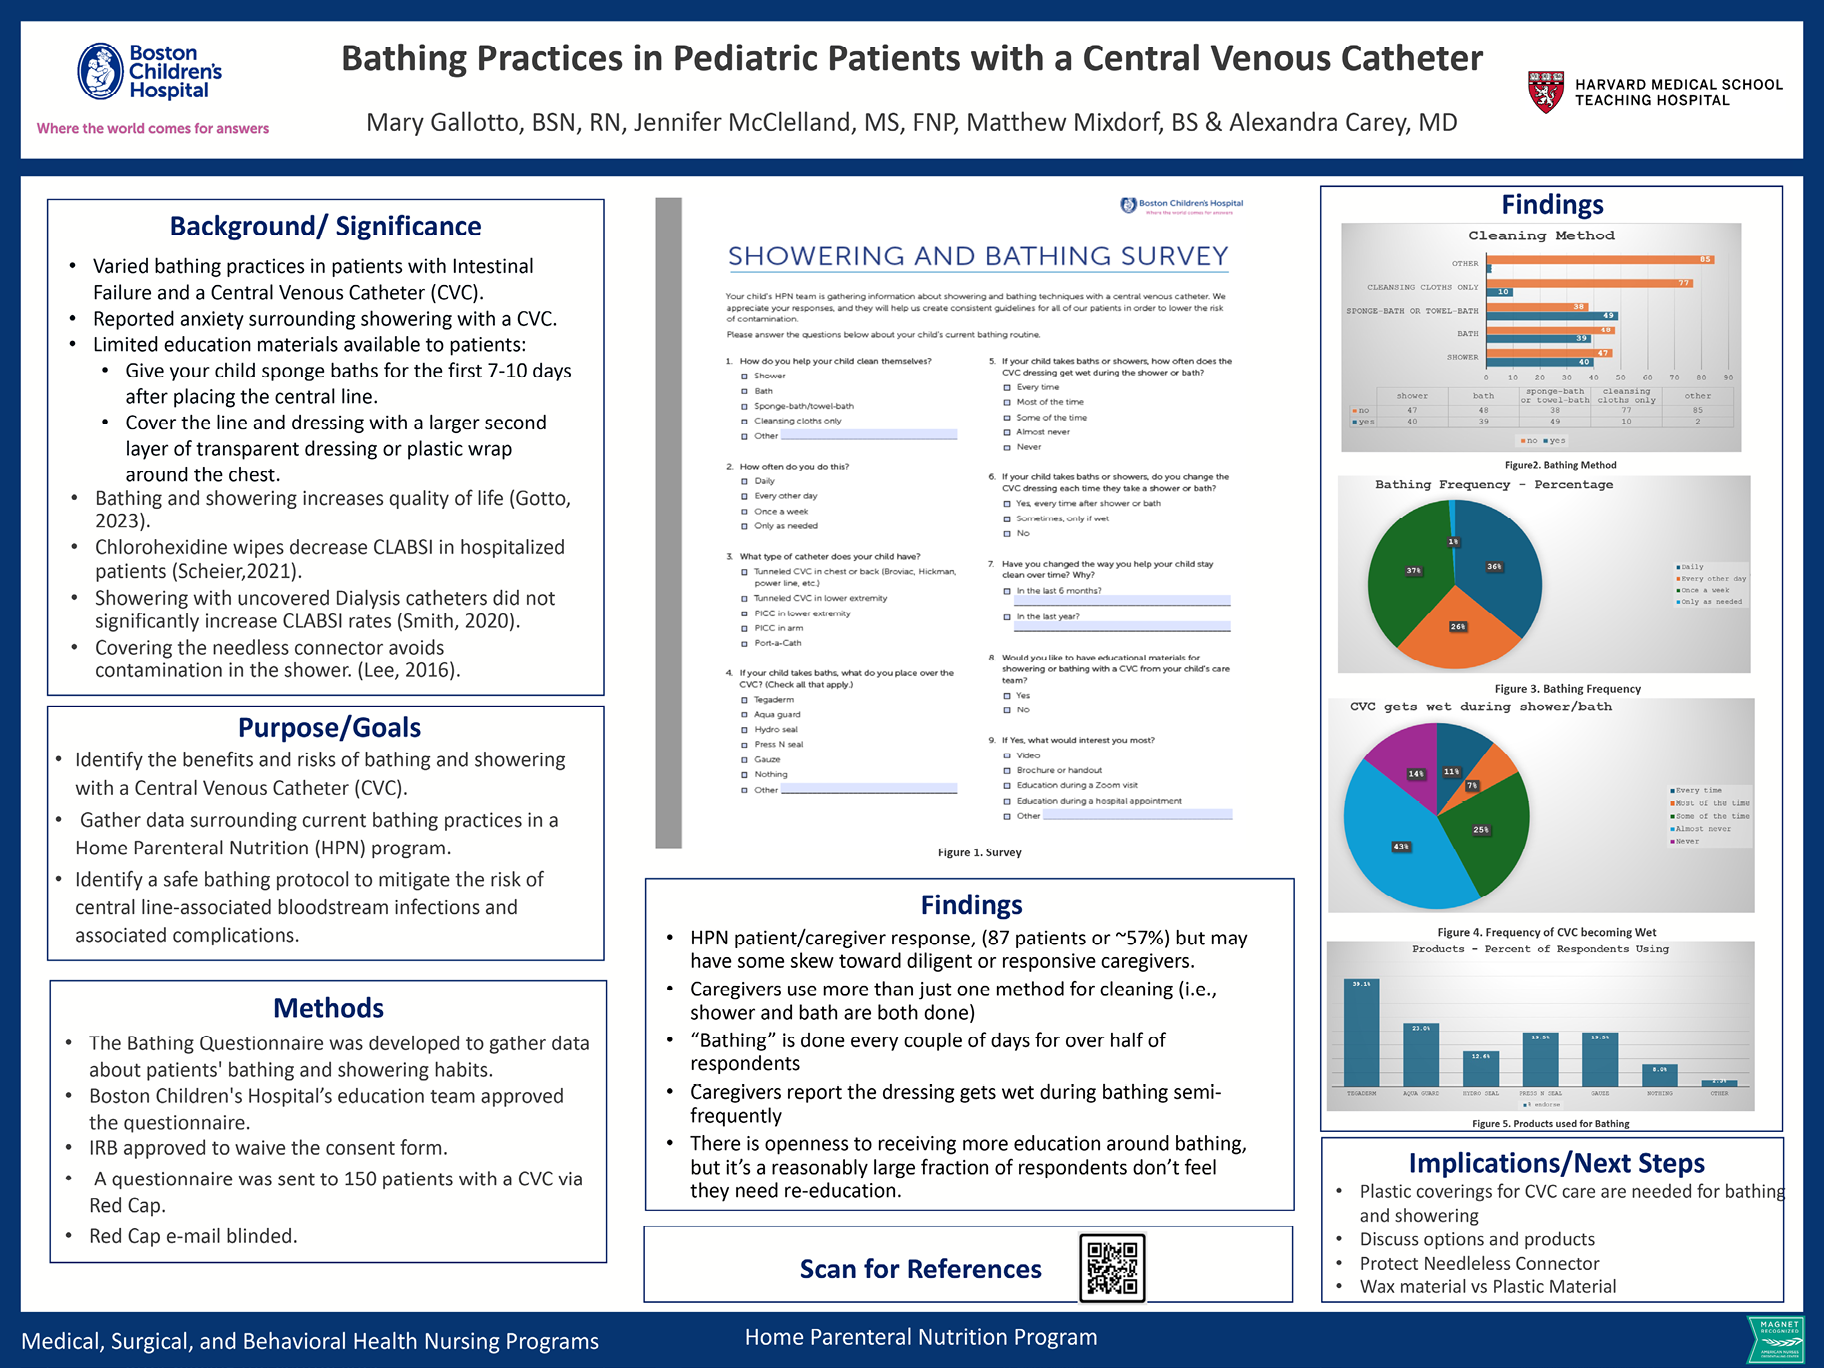 Boston
Children's
Hospital
Where the world comes for answers
Bathing Practices in Pediatric Patients with a Central Venous Catheter
Mary Gallotto, BSN, RN, Jennifer McClelland, MS, FNP, Matthew Mixdorf, BS & Alexandra Carey, MD
HARVARD MEDICAL SCHOOL
TEACHING HOSPITAL
Background/ Significance
• Varied bathing practices in patients with Intestinal
Failure and a Central Venous Catheter (CVC).
• Reported anxiety surrounding showering with a CVC.
• Limited education materials available to patients:
• Give your child sponge baths for the first 7-10 days
after placing the central line.
• Cover the line and dressing with a larger second
layer of transparent dressing or plastic wrap
around the chest.
• Bathing and showering increases quality of life (Gotto,
2023).
• Chlorohexidine wipes decrease CLABSI in hospitalized
patients (Scheier,2021).
• Showering with uncovered Dialysis catheters did not
significantly increase CLABSI rates (Smith, 2020).
• Covering the needless connector avoids
contamination in the shower. (Lee, 2016).
Purpose/Goals
• Identify the benefits and risks of bathing and showering
with a Central Venous Catheter (CVC).
• Gather data surrounding current bathing practices in a
Home Parenteral Nutrition (HPN) program.
• Identify a safe bathing protocol to mitigate the risk of
central line-associated bloodstream infections and
associated complications.
Methods
• The Bathing Questionnaire was developed to gather data
about patients' bathing and showering habits.
• Boston Children's Hospital’s education team approved
the questionnaire.
• IRB approved to waive the consent form.
• A questionnaire was sent to 150 patients with a CVC via
Red Cap.
• Red Cap e-mail blinded.
Boston Children's Hospital
Where the world comes for answers
SHOWERING AND BATHING SURVEY
Your child's HPN team is gathering information about showering and bathing techniques with a central venous catheter. We
appreciate your responses, and they will help us create consistent guidelines for all of our patients in order to lower the risk
of contamination.
Please answer the questions below about your child's current bathing routine.
1. How do you help your child clean themselves?
Shower
Bath
Sponge-bath/towel-bath
Cleansing cloths only
Other
2. How often do you do this?
Daily
Every other day
Once a week
Only as needed
3. What type of catheter does your child have?
Tunneled CVC in chest or back (Broviac, Hickman,
power line, etc.)
Tunneled CVC in lower extremity
PICC in lower extremity
PICC in arm
Port-a-Cath
4. If your child takes baths, what do you place over the
CVC? (Check all that apply.)
Tegaderm
Aqua guard
Hydro seal
Press N seal
Gauze
Nothing
Other
5. If your child takes baths or showers, how often does the
CVC dressing get wet during the shower or bath?
Every time
Most of the time
Some of the time
Almost never
Never
6. If your child takes baths or showers, do you change the
CVC dressing each time they take a shower or bath?
Yes, every time after shower or bath
Sometimes, only if wet
No
7. Have you changed the way you help your child stay
clean over time? Why?
In the last 6 months?
In the last year?
8. Would you like to have educational materials for
showering or bathing with a CVC from your child's care
team?
Yes
No
9. If Yes, what would interest you most?
Video
Brochure or handout
Education during a Zoom visit
Education during a hospital appointment
Other
Figure 1. Survey
Findings
• HPN patient/caregiver response, (87 patients or ~57%) but may
have some skew toward diligent or responsive caregivers.
• Caregivers use more than just one method for cleaning (i.e.,
shower and bath are both done)
• “Bathing” is done every couple of days for over half of
respondents
• Caregivers report the dressing gets wet during bathing semi-
frequently
• There is openness to receiving more education around bathing,
but it’s a reasonably large fraction of respondents don’t feel
they need re-education.
Scan for References
Findings
Cleaning Method
OTHER 85
CLEANSING CLOTHS ONLY 77 10
SPONGE-BATH OR TOWEL-BATH 38 49
BATH 48 39
SHOWER 47 40
0 10 20 30 40 50 60 70 80 90
shower bath sponge-bath or towel-bath cleansing cloths only other
no 47 48 38 77 85
yes 40 39 49 10 2
no yes
Figure2. Bathing Method
Bathing Frequency - Percentage
1%
36%
37%
26%
Daily
Every other day
Once a week
Only as needed
Figure 3. Bathing Frequency
CVC gets wet during shower/bath
14%
11%
7%
25%
43%
Every time
Most of the time
Some of the time
Almost never
Never
Figure 4. Frequency of CVC becoming Wet
Products - Percent of Respondents Using
39.1%
23.0%
12.6%
19.5%
19.5%
8.0%
TEGADERM AQUA GUARD HYDRO SEAL PRESS N SEAL GAUZE NOTHING OTHER
% endorse
Figure 5. Products used for Bathing
Implications/Next Steps
• Plastic coverings for CVC care are needed for bathing
and showering
• Discuss options and products
• Protect Needleless Connector
• Wax material vs Plastic Material
Medical, Surgical, and Behavioral Health Nursing Programs
Home Parenteral Nutrition Program
MAGNET
RECOGNIZED
AMERICAN NURSES
CREDENTIALING CENTER